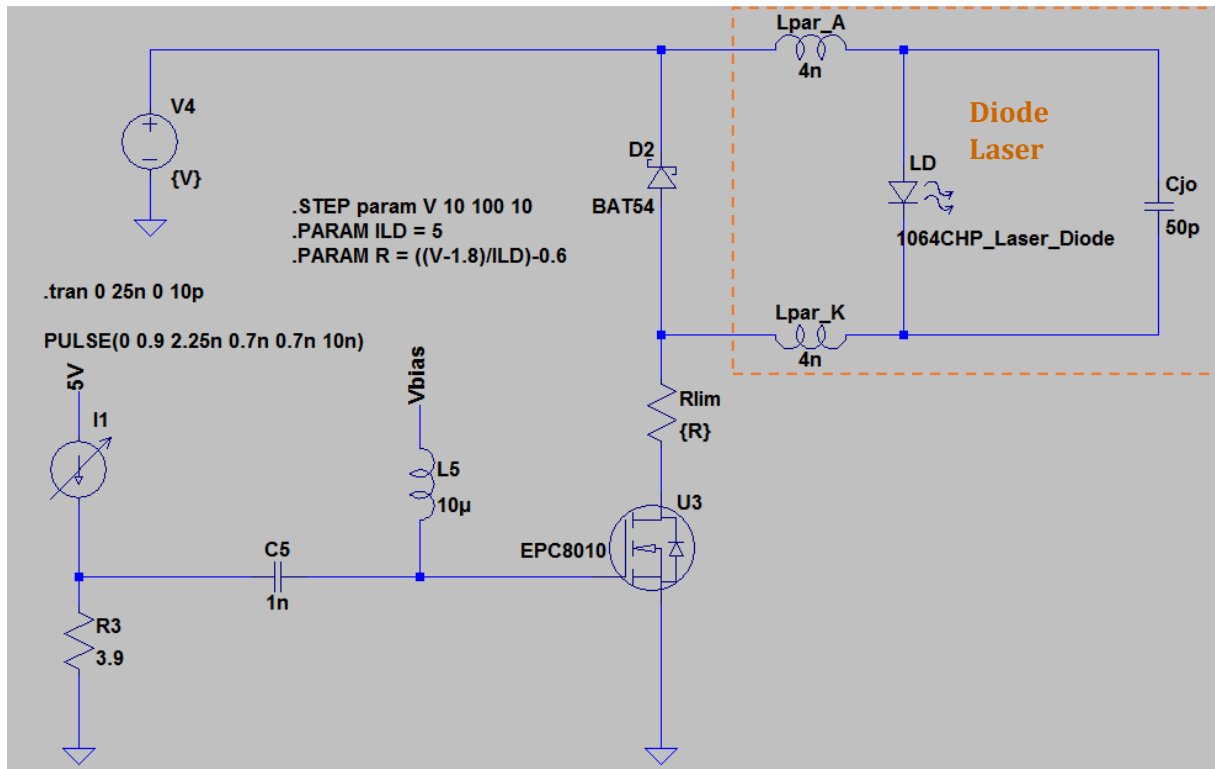 Lpar_A
4n
V4
{V}
Diode
Laser
D2
BAT54
LD
Cjo
50p
1064CHP_Laser_Diode
.STEP param V 10 100 10
.PARAM ILD = 5
.PARAM R = ((V-1.8)/ILD)-0.6
.tran 0 25n 0 10p
PULSE(0 0.9 2.25n 0.7n 0.7n 10n)
Lpar_K
4n
5V
Vbias
I1
Rlim
{R}
L5
10µ
U3
EPC8010
C5
1n
R3
3.9